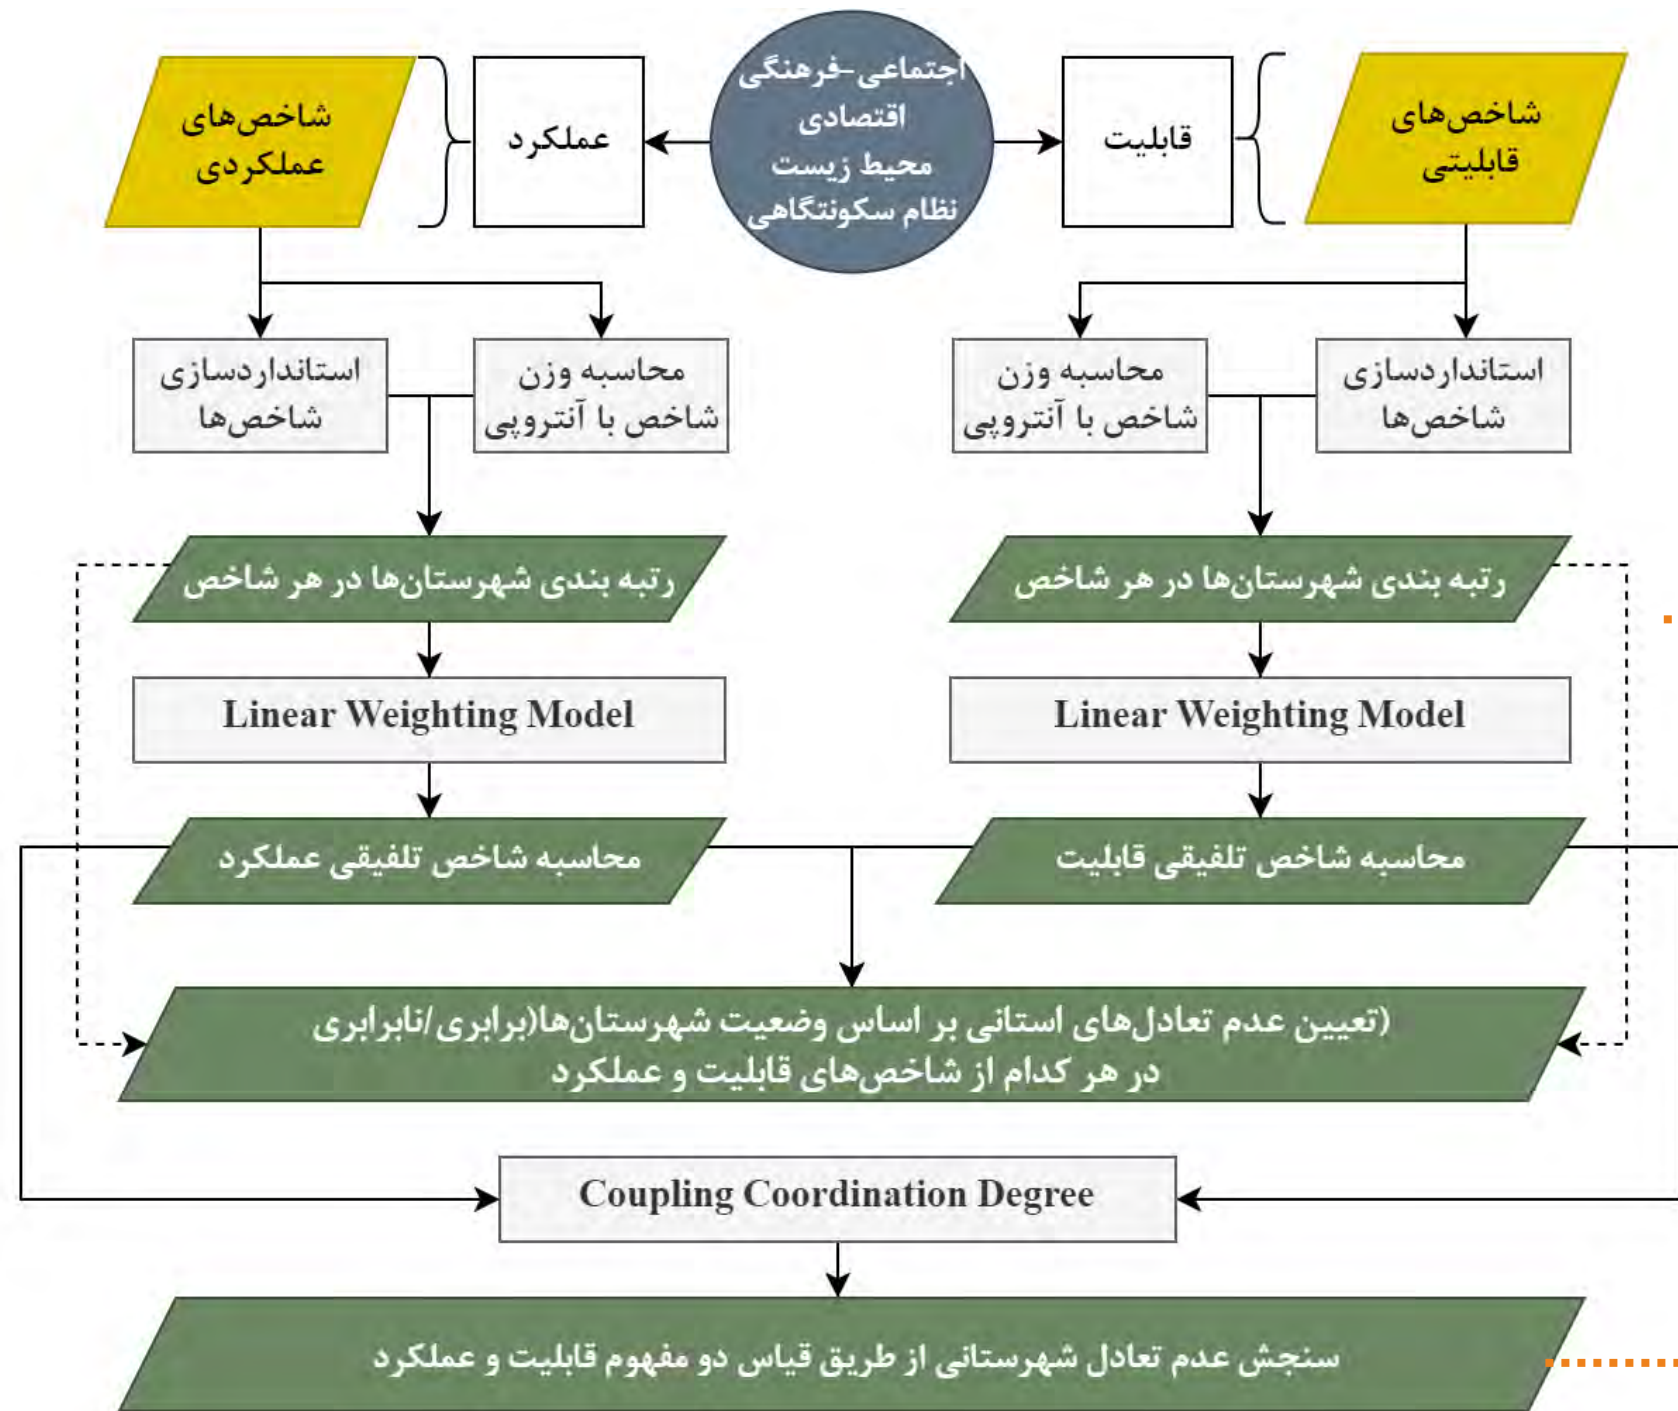 اجتماعی-فرهنگی
اقتصادی
محیط زیست
نظام سکونتگاهی
قابلیت
شاخص‌های
قابلیتی
عملکرد
شاخص‌های
عملکردی
استانداردسازی
شاخص‌ها
محاسبه وزن
شاخص با آنتروپی
محاسبه وزن
شاخص با آنتروپی
استانداردسازی
شاخص‌ها
رتبه بندی شهرستان‌ها در هر شاخص
رتبه بندی شهرستان‌ها در هر شاخص
Linear Weighting Model
Linear Weighting Model
محاسبه شاخص تلفیقی قابلیت
محاسبه شاخص تلفیقی عملکرد
(تعیین عدم تعادل‌های استانی بر اساس وضعیت شهرستان‌ها(برابری/نابرابری
در هر کدام از شاخص‌های قابلیت و عملکرد
Coupling Coordination Degree
سنجش عدم تعادل شهرستانی از طریق قیاس دو مفهوم قابلیت و عملکرد